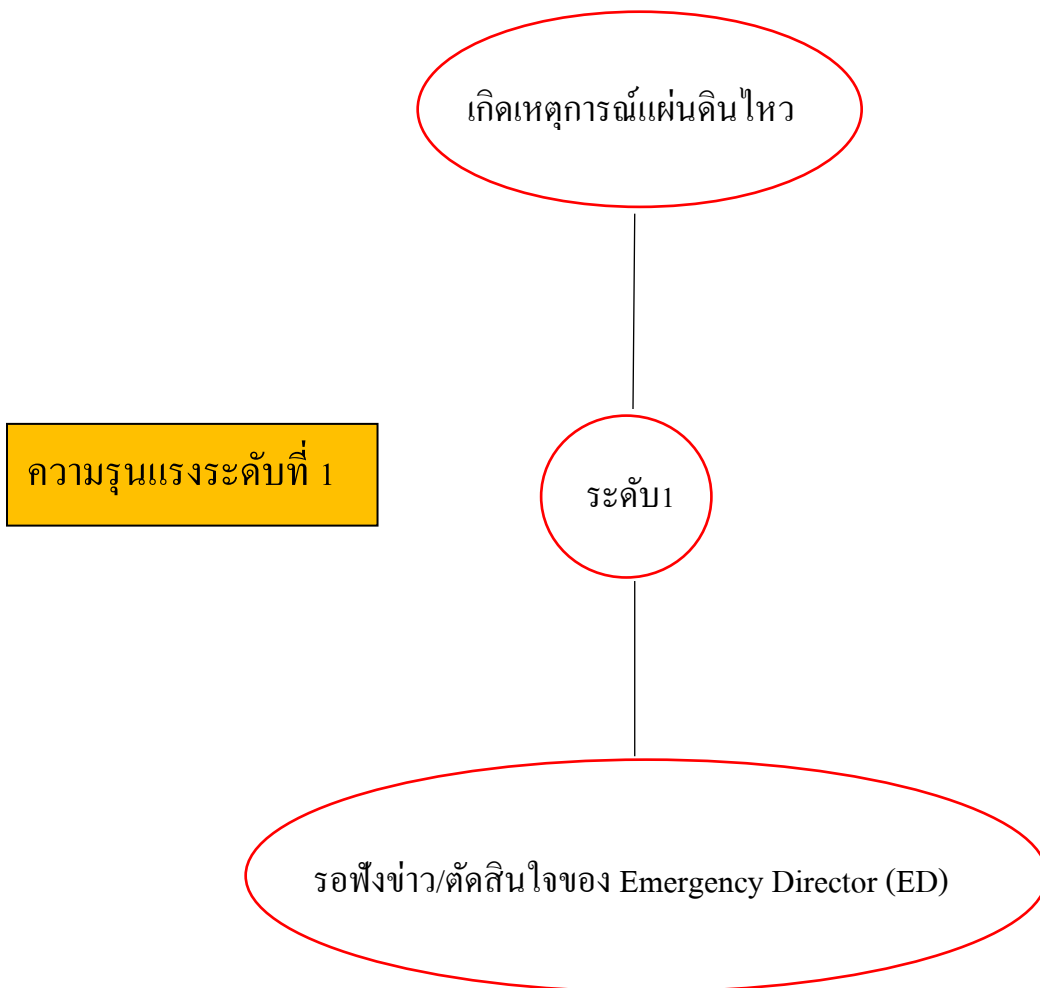 เกิดเหตุการณ์แผ่นดินไหว
ความรุนแรงระดับที่ 1
ระดับ1
รอฟังข่าว/ตัดสินใจของ Emergency Director (ED)